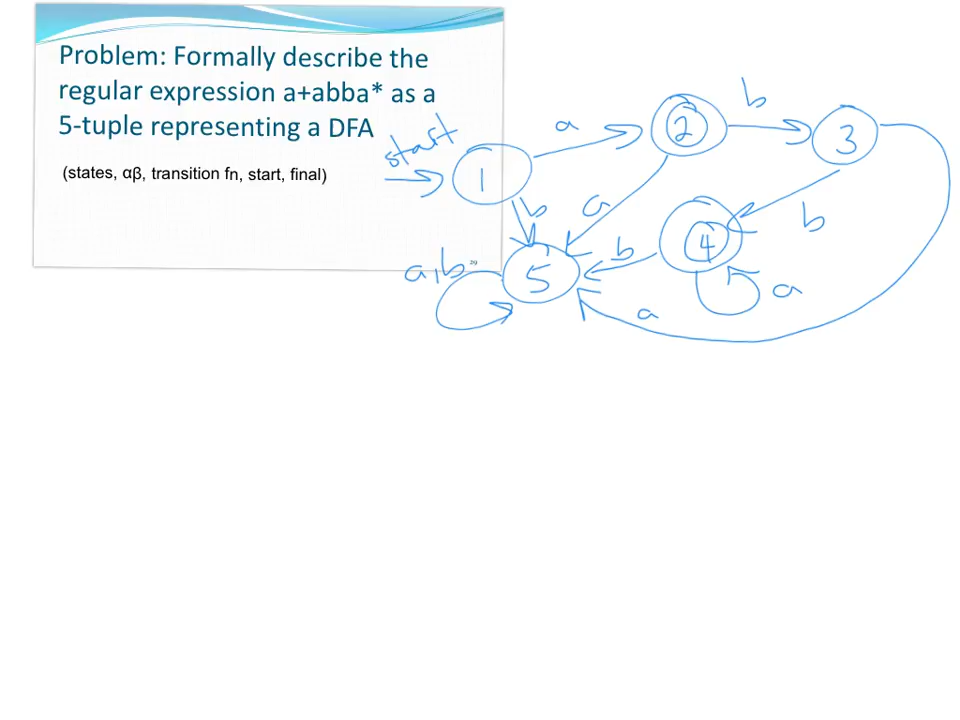 Problem: Formally describe the
regular expression a+abba* as a
5-tuple representing a DFA
(states, αβ, transition fn, start, final)
29
start
1
a
2
b
3
b
a
b
4
b
5
a,b
a
a